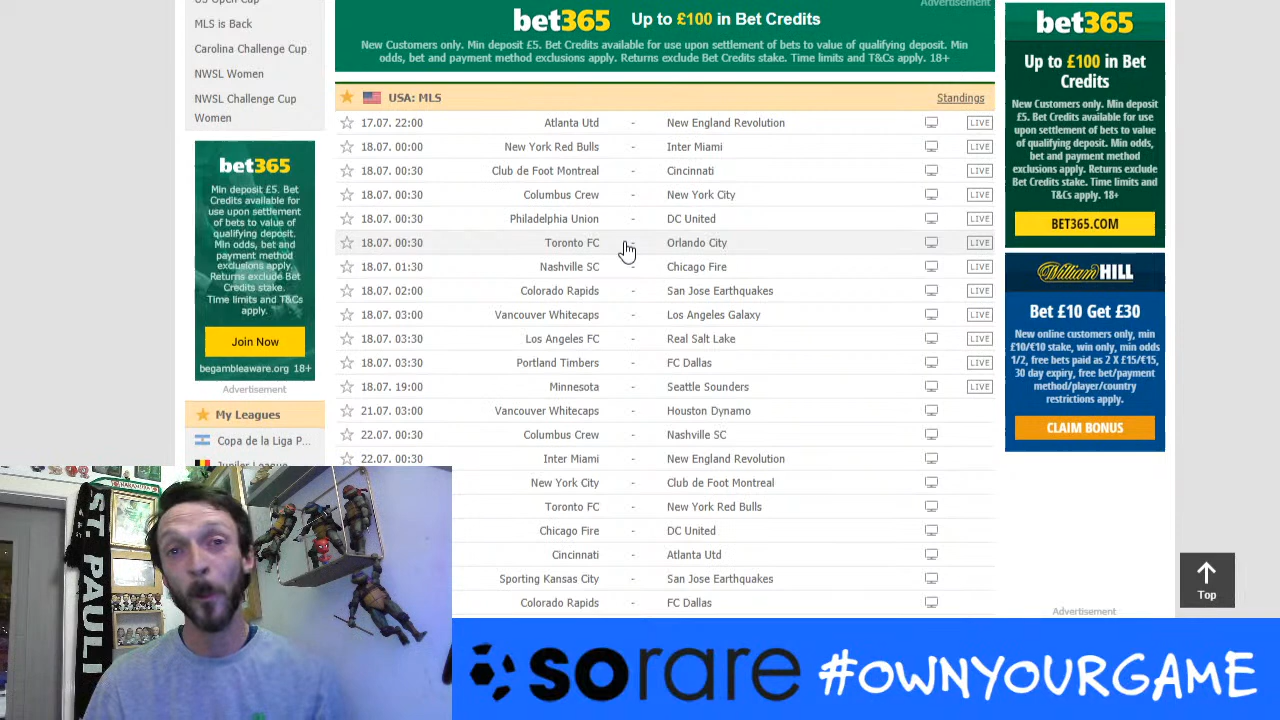 US Open Cup
MLS is Back
Carolina Challenge Cup
NWSL Women
NWSL Challenge Cup
Women
bet365
Min deposit £5. Bet
Credits available for
use upon settlement
of bets to value of
qualifying deposit.
Min odds, bet and
payment method
exclusions apply.
Returns exclude Bet
Credits stake.
Time limits and T&Cs
apply.
Join Now
begambleaware.org 18+
Advertisement
My Leagues
Copa de la Liga P...
Jupiler League
Advertisement
bet365 Up to £100 in Bet Credits
New Customers only. Min deposit £5. Bet Credits available for use upon settlement of bets to value of qualifying deposit. Min
odds, bet and payment method exclusions apply. Returns exclude Bet Credits stake. Time limits and T&Cs apply. 18+
USA: MLS Standings
17.07. 22:00 Atlanta Utd - New England Revolution LIVE
18.07. 00:00 New York Red Bulls - Inter Miami LIVE
18.07. 00:30 Club de Foot Montreal - Cincinnati LIVE
18.07. 00:30 Columbus Crew - New York City LIVE
18.07. 00:30 Philadelphia Union - DC United LIVE
18.07. 00:30 Toronto FC - Orlando City LIVE
18.07. 01:30 Nashville SC - Chicago Fire LIVE
18.07. 02:00 Colorado Rapids - San Jose Earthquakes LIVE
18.07. 03:00 Vancouver Whitecaps - Los Angeles Galaxy LIVE
18.07. 03:30 Los Angeles FC - Real Salt Lake LIVE
18.07. 03:30 Portland Timbers - FC Dallas LIVE
18.07. 19:00 Minnesota - Seattle Sounders LIVE
21.07. 03:00 Vancouver Whitecaps - Houston Dynamo
22.07. 00:30 Columbus Crew - Nashville SC
22.07. 00:30 Inter Miami - New England Revolution
New York City - Club de Foot Montreal
Toronto FC - New York Red Bulls
Chicago Fire - DC United
Cincinnati - Atlanta Utd
Sporting Kansas City - San Jose Earthquakes
Colorado Rapids - FC Dallas
bet365
Up to £100 in Bet
Credits
New Customers only. Min deposit
£5. Bet Credits available for use
upon settlement of bets to value of
qualifying deposit. Min odds, bet
and payment method exclusions
apply. Returns exclude Bet Credits
stake. Time limits and T&Cs apply.
18+
BET365.COM
William HILL
Bet £10 Get £30
New online customers only, min
£10/€10 stake, win only, min odds
1/2, free bets paid as 2 X £15/€15,
30 day expiry, free bet/payment
method/player/country
restrictions apply.
CLAIM BONUS
Top
Advertisement
ST. PAULI
sorare #OWNYOURGAME